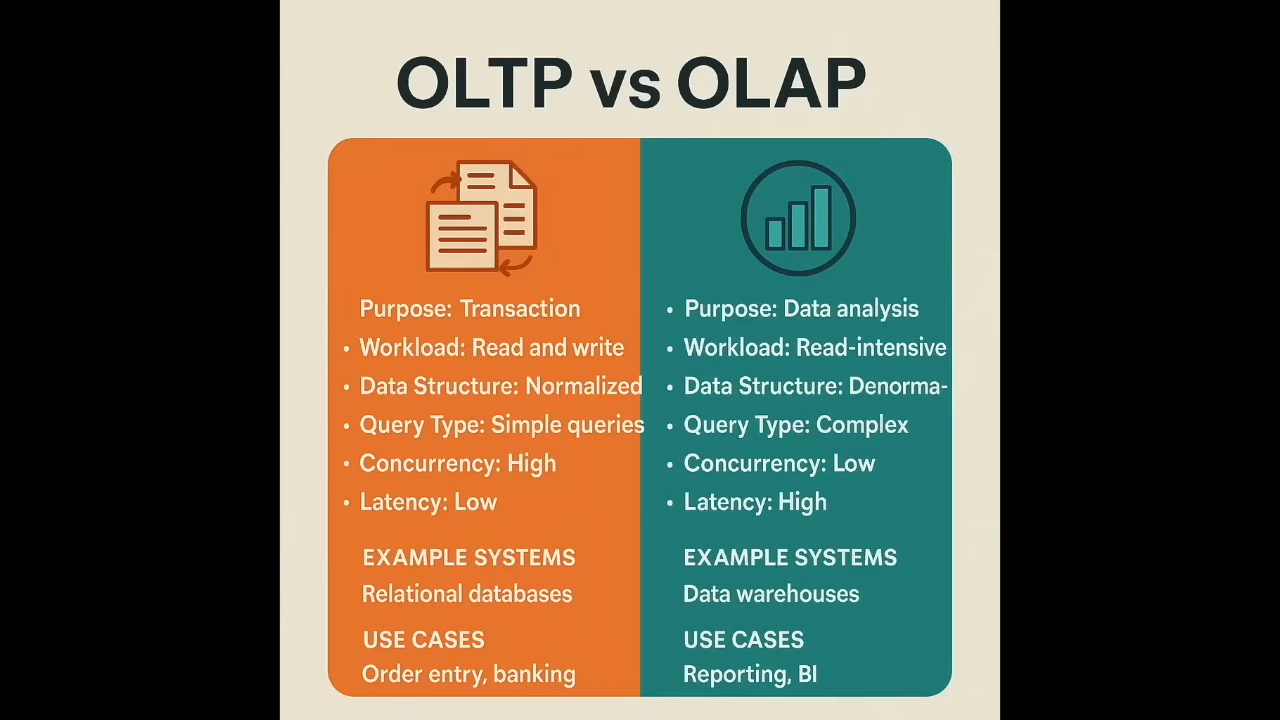 OLTP vs OLAP
Purpose: Transaction
• Workload: Read and write
• Data Structure: Normalized
• Query Type: Simple queries
• Concurrency: High
• Latency: Low
EXAMPLE SYSTEMS
Relational databases
USE CASES
Order entry, banking
• Purpose: Data analysis
• Workload: Read-intensive
• Data Structure: Denorma-
• Query Type: Complex
• Concurrency: Low
• Latency: High
EXAMPLE SYSTEMS
Data warehouses
USE CASES
Reporting, BI